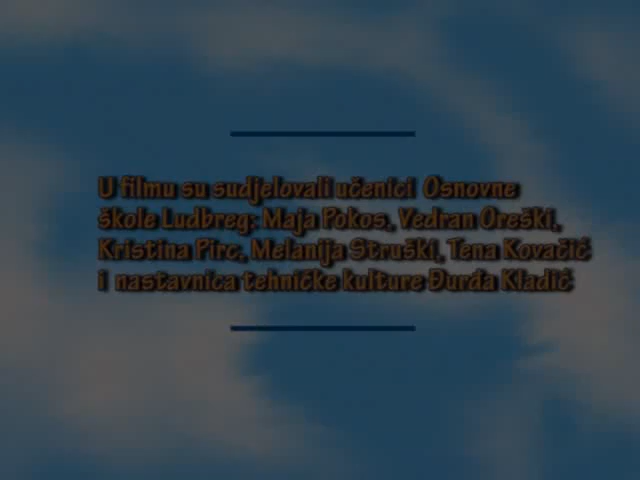 U filmu su sudjelovali učenici Osnovne
škole Ludbreg: Maja Pokos, Vedran Oreški,
Kristina Pirc, Melanija Struški, Tena Kovačić
i nastavnica tehničke kulture Đurđa Kladić